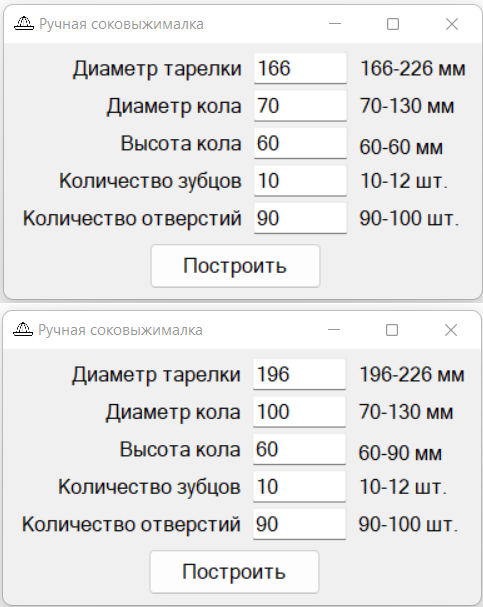 Ручная соковыжималка
Диаметр тарелки 166 166-226 мм
Диаметр кола 70 70-130 мм
Высота кола 60 60-60 мм
Количество зубцов 10 10-12 шт.
Количество отверстий 90 90-100 шт.
Построить
Ручная соковыжималка
Диаметр тарелки 196 196-226 мм
Диаметр кола 100 70-130 мм
Высота кола 60 60-90 мм
Количество зубцов 10 10-12 шт.
Количество отверстий 90 90-100 шт.
Построить